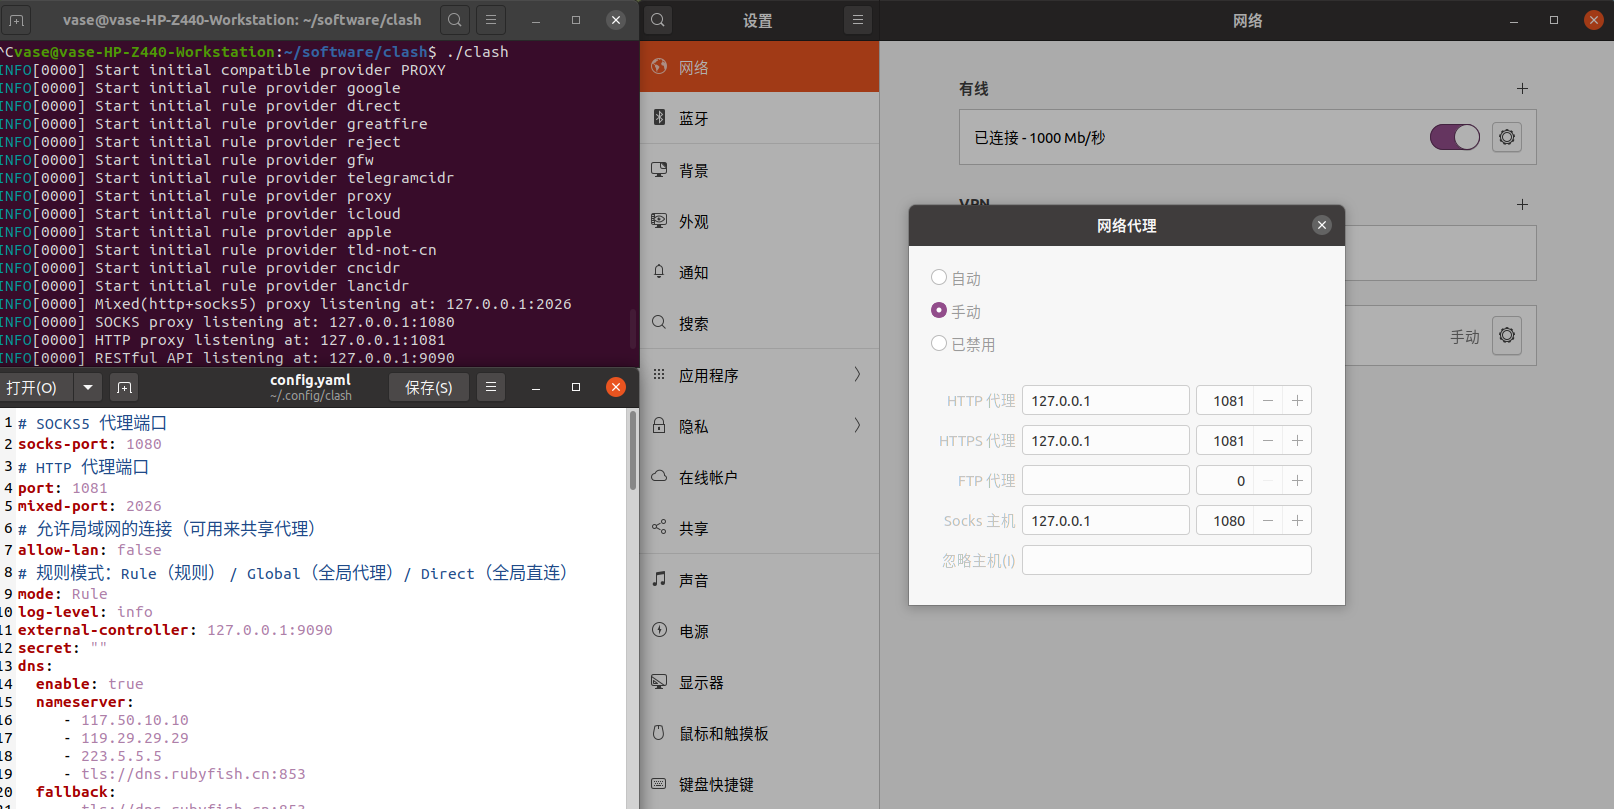 vase@vase-HP-Z440-Workstation: ~/software/clash
^Cvase@vase-HP-Z440-Workstation:~/software/clash$ ./clash
INFO[0000] Start initial compatible provider PROXY
INFO[0000] Start initial rule provider google
INFO[0000] Start initial rule provider direct
INFO[0000] Start initial rule provider greatfire
INFO[0000] Start initial rule provider reject
INFO[0000] Start initial rule provider gfw
INFO[0000] Start initial rule provider telegramcidr
INFO[0000] Start initial rule provider proxy
INFO[0000] Start initial rule provider icloud
INFO[0000] Start initial rule provider apple
INFO[0000] Start initial rule provider tld-not-cn
INFO[0000] Start initial rule provider cncidr
INFO[0000] Start initial rule provider lancidr
INFO[0000] Mixed(http+socks5) proxy listening at: 127.0.0.1:2026
INFO[0000] SOCKS proxy listening at: 127.0.0.1:1080
INFO[0000] HTTP proxy listening at: 127.0.0.1:1081
INFO[0000] RESTful API listening at: 127.0.0.1:9090
打开(O)
config.yaml
~/.config/clash
保存(S)
1 # SOCKS5 代理端口
2 socks-port: 1080
3 # HTTP 代理端口
4 port: 1081
5 mixed-port: 2026
6 # 允许局域网的连接（可用来共享代理）
7 allow-lan: false
8 # 规则模式：Rule（规则） / Global（全局代理）/ Direct（全局直连）
9 mode: Rule
10 log-level: info
11 external-controller: 127.0.0.1:9090
12 secret: ""
13 dns:
14 enable: true
15 nameserver:
16 - 117.50.10.10
17 - 119.29.29.29
18 - 223.5.5.5
19 - tls://dns.rubyfish.cn:853
20 fallback:
21 - tls://dns.rubyfish.cn:853
设置
网络
蓝牙
背景
外观
通知
搜索
应用程序
隐私
在线帐户
共享
声音
电源
显示器
鼠标和触摸板
键盘快捷键
网络
有线
已连接 - 1000 Mb/秒
VPN
手动
网络代理
自动
手动
已禁用
HTTP 代理 127.0.0.1 1081
HTTPS 代理 127.0.0.1 1081
FTP 代理 0
Socks 主机 127.0.0.1 1080
忽略主机(I)